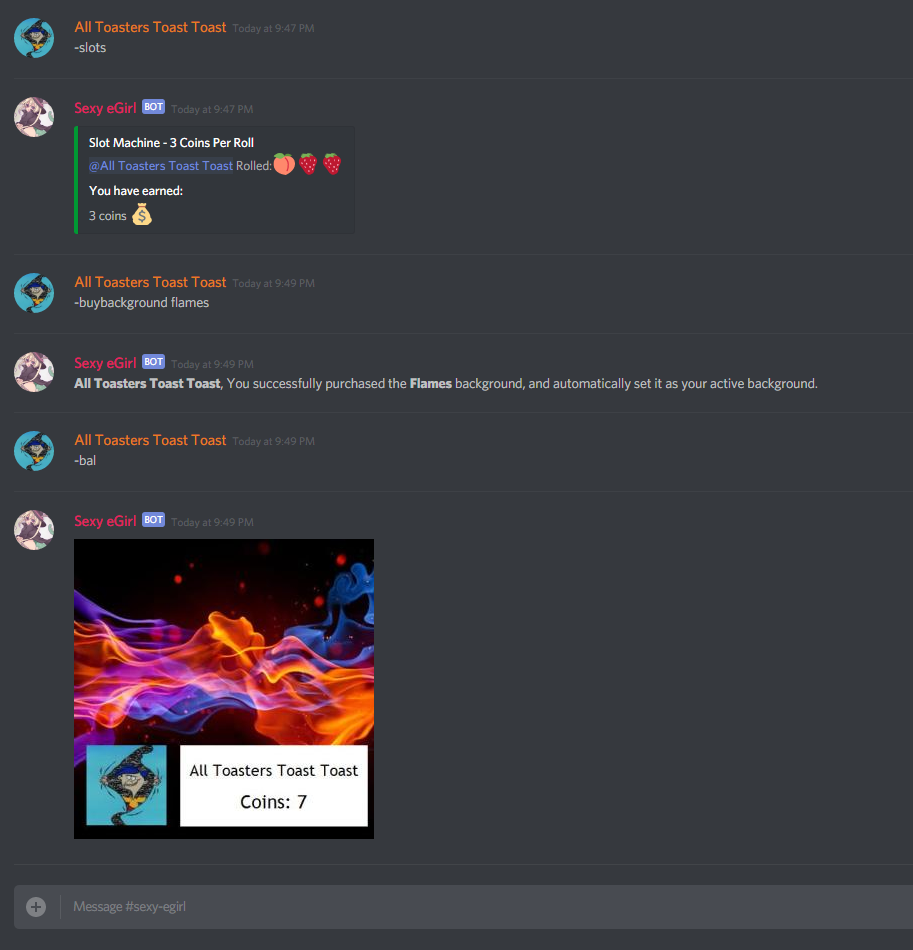 All Toasters Toast Toast Today at 9:47 PM
-slots
Sexy eGirl BOT Today at 9:47 PM
Slot Machine - 3 Coins Per Roll
@All Toasters Toast Toast Rolled:🍑🍓🍓
You have earned:
3 coins 💰
All Toasters Toast Toast Today at 9:49 PM
-buybackground flames
Sexy eGirl BOT Today at 9:49 PM
All Toasters Toast Toast, You successfully purchased the Flames background, and automatically set it as your active background.
All Toasters Toast Toast Today at 9:49 PM
-bal
Sexy eGirl BOT Today at 9:49 PM
All Toasters Toast Toast
Coins: 7
Message #sexy-egirl